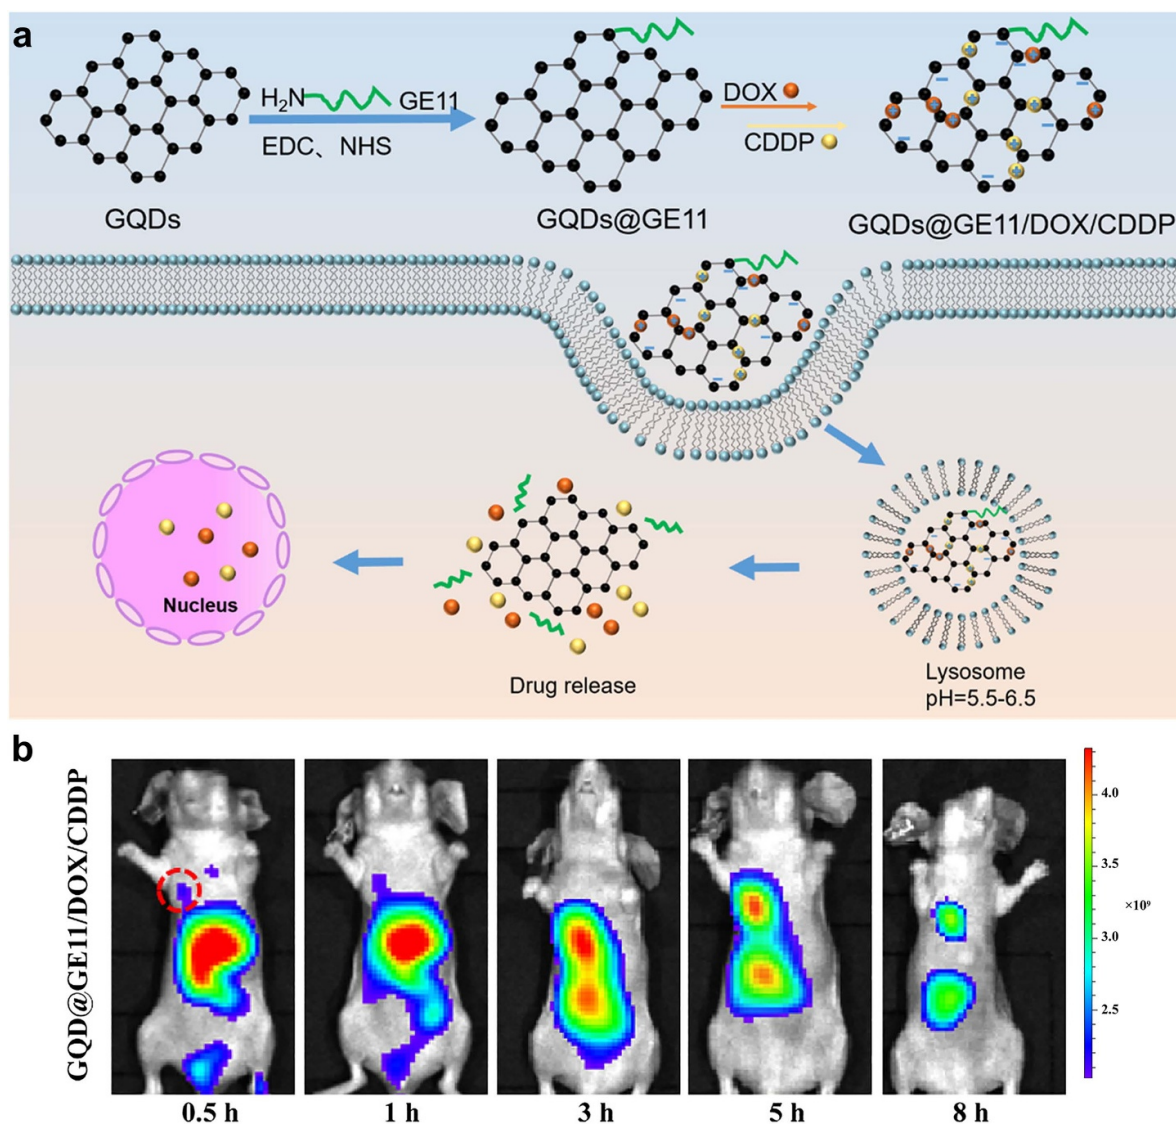 a
H₂N GE11
EDC、NHS
DOX
CDDP
GQDs
GQDs@GE11
GQDs@GE11/DOX/CDDP
Nucleus
Drug release
Lysosome
pH=5.5-6.5
b
GQD@GE11/DOX/CDDP
4.0
3.5
×10⁹
3.0
2.5
0.5 h
1 h
3 h
5 h
8 h